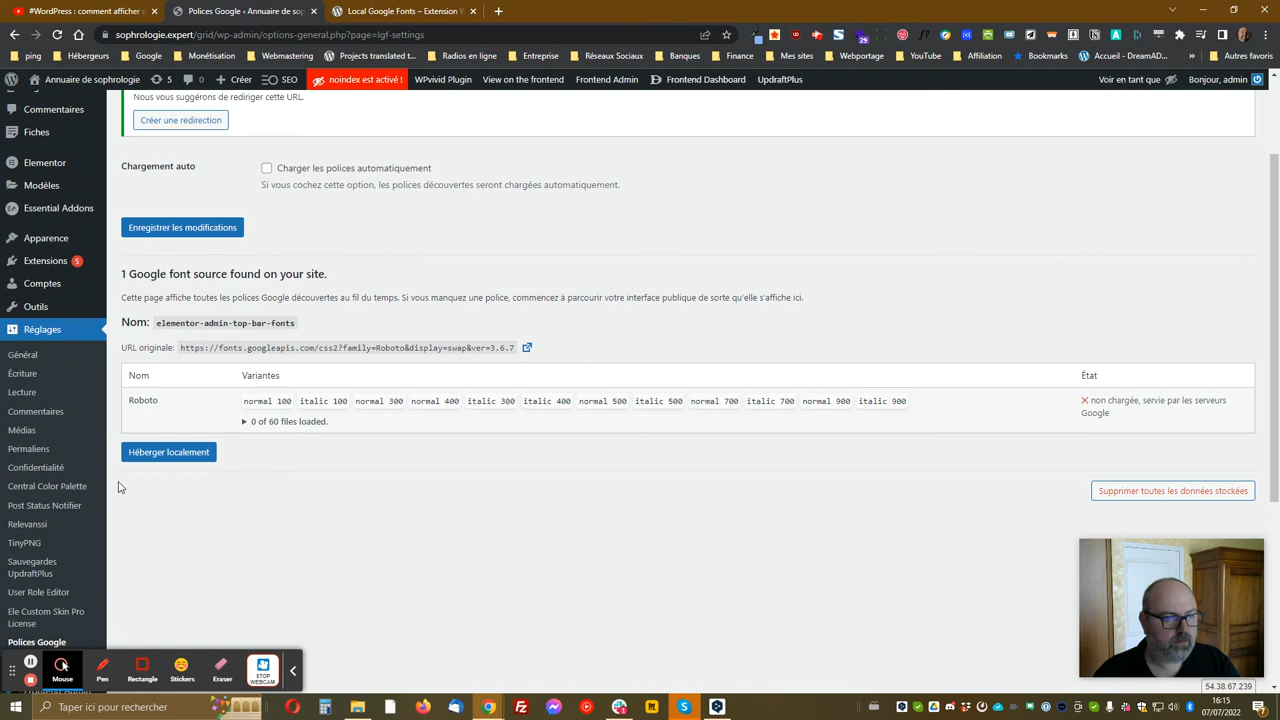 #WordPress : comment afficher d
Polices Google ‹ Annuaire de sop
Local Google Fonts – Extension W
sophrologie.expert/grid/wp-admin/options-general.php?page=lgf-settings
ping
Hébergeurs
Google
Monétisation
Webmastering
Projets translated t...
Radios en ligne
Entreprise
Réseaux Sociaux
Banques
Finance
Mes sites
Weboportage
YouTube
Affiliation
Bookmarks
Accueil – DreamAD...
Autres favoris
Annuaire de sophrologie
5
0
Créer
SEO
noindex est activé !
WPvivid Plugin
View on the frontend
Frontend Admin
Frontend Dashboard
UpdraftPlus
Voir en tant que
Bonjour, admin
Commentaires
Fiches
Elementor
Modèles
Essential Addons
Apparence
Extensions 5
Comptes
Outils
Réglages
Général
Écriture
Lecture
Commentaires
Médias
Permaliens
Confidentialité
Central Color Palette
Post Status Notifier
Relevanssi
TinyPNG
Sauvegardes
UpdraftPlus
User Role Editor
Ele Custom Skin Pro
License
Polices Google
Nous vous suggérons de rediriger cette URL.
Créer une redirection
Chargement auto
Charger les polices automatiquement
Si vous cochez cette option, les polices découvertes seront chargées automatiquement.
Enregistrer les modifications
1 Google font source found on your site.
Cette page affiche toutes les polices Google découvertes au fil du temps. Si vous manquez une police, commencez à parcourir votre interface publique de sorte qu'elle s'affiche ici.
Nom: elementor-admin-top-bar-fonts
URL originale: https://fonts.googleapis.com/css2?family=Roboto&display=swap&ver=3.6.7
Nom Variantes État
Roboto normal 100 italic 100 normal 300 normal 400 italic 300 italic 400 normal 500 italic 500 normal 700 italic 700 normal 900 italic 900
non chargée, servie par les serveurs
Google
0 of 60 files loaded.
Héberger localement
Supprimer toutes les données stockées
Mouse
Pen
Rectangle
Stickers
Eraser
STOP
WEBCAM
54.38.67.239
Taper ici pour rechercher
16:15
07/07/2022